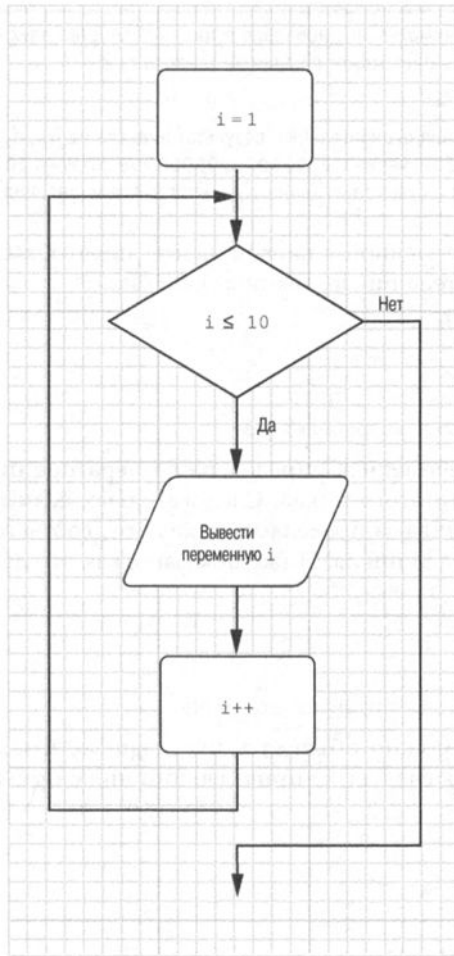 i = 1
i ≤ 10
Нет
Да
Вывести
переменную i
i++